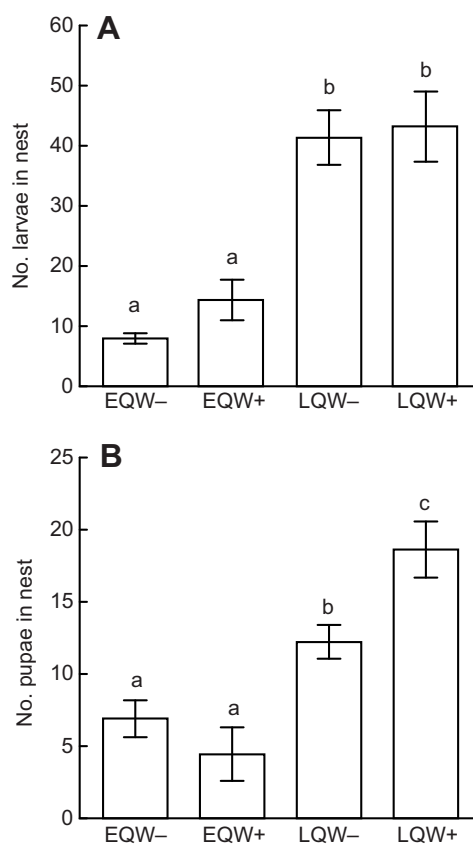 A
60
50
40
30
20
10
0
No. larvae in nest
a
a
b
b
EQW–
EQW+
LQW–
LQW+
B
25
20
15
10
5
0
No. pupae in nest
a
a
b
c
EQW–
EQW+
LQW–
LQW+